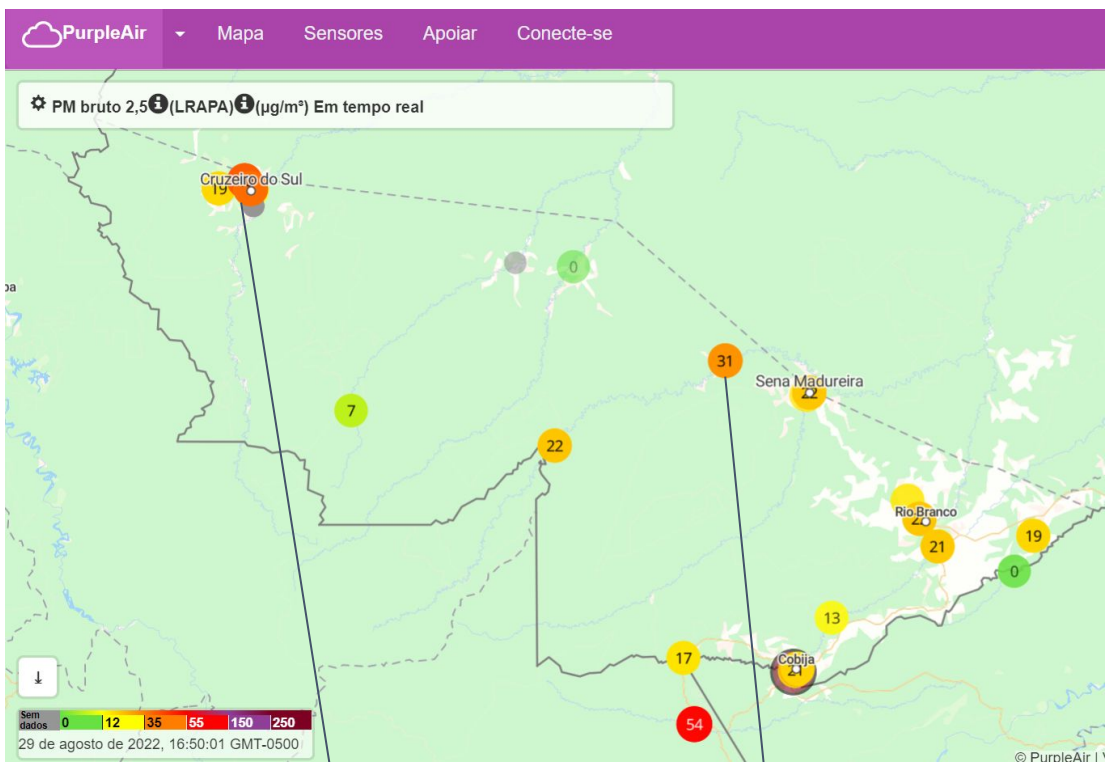 PurpleAir Mapa Sensores Apoiar Conecte-se
PM bruto 2,5 (LRAPA) (µg/m³) Em tempo real
Cruzeiro do Sul
19
0
31
Sena Madureira
22
7
22
Rio Branco
21
19
0
13
17
Cobija
21
54
Sem dados 0 12 35 55 150 250
29 de agosto de 2022, 16:50:01 GMT-0500
© PurpleAir |